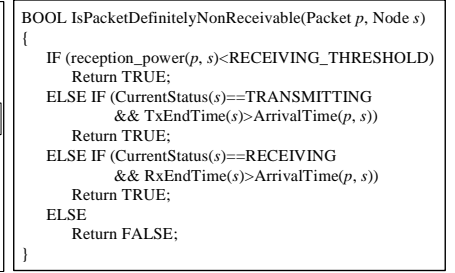 BOOL IsPacketDefinitelyNonReceivable(Packet p, Node s)
{
IF (reception_power(p, s)<RECEIVING_THRESHOLD)
Return TRUE;
ELSE IF (CurrentStatus(s)==TRANSMITTING
&& TxEndTime(s)>ArrivalTime(p, s))
Return TRUE;
ELSE IF (CurrentStatus(s)==RECEIVING
&& RxEndTime(s)>ArrivalTime(p, s))
Return TRUE;
ELSE
Return FALSE;
}